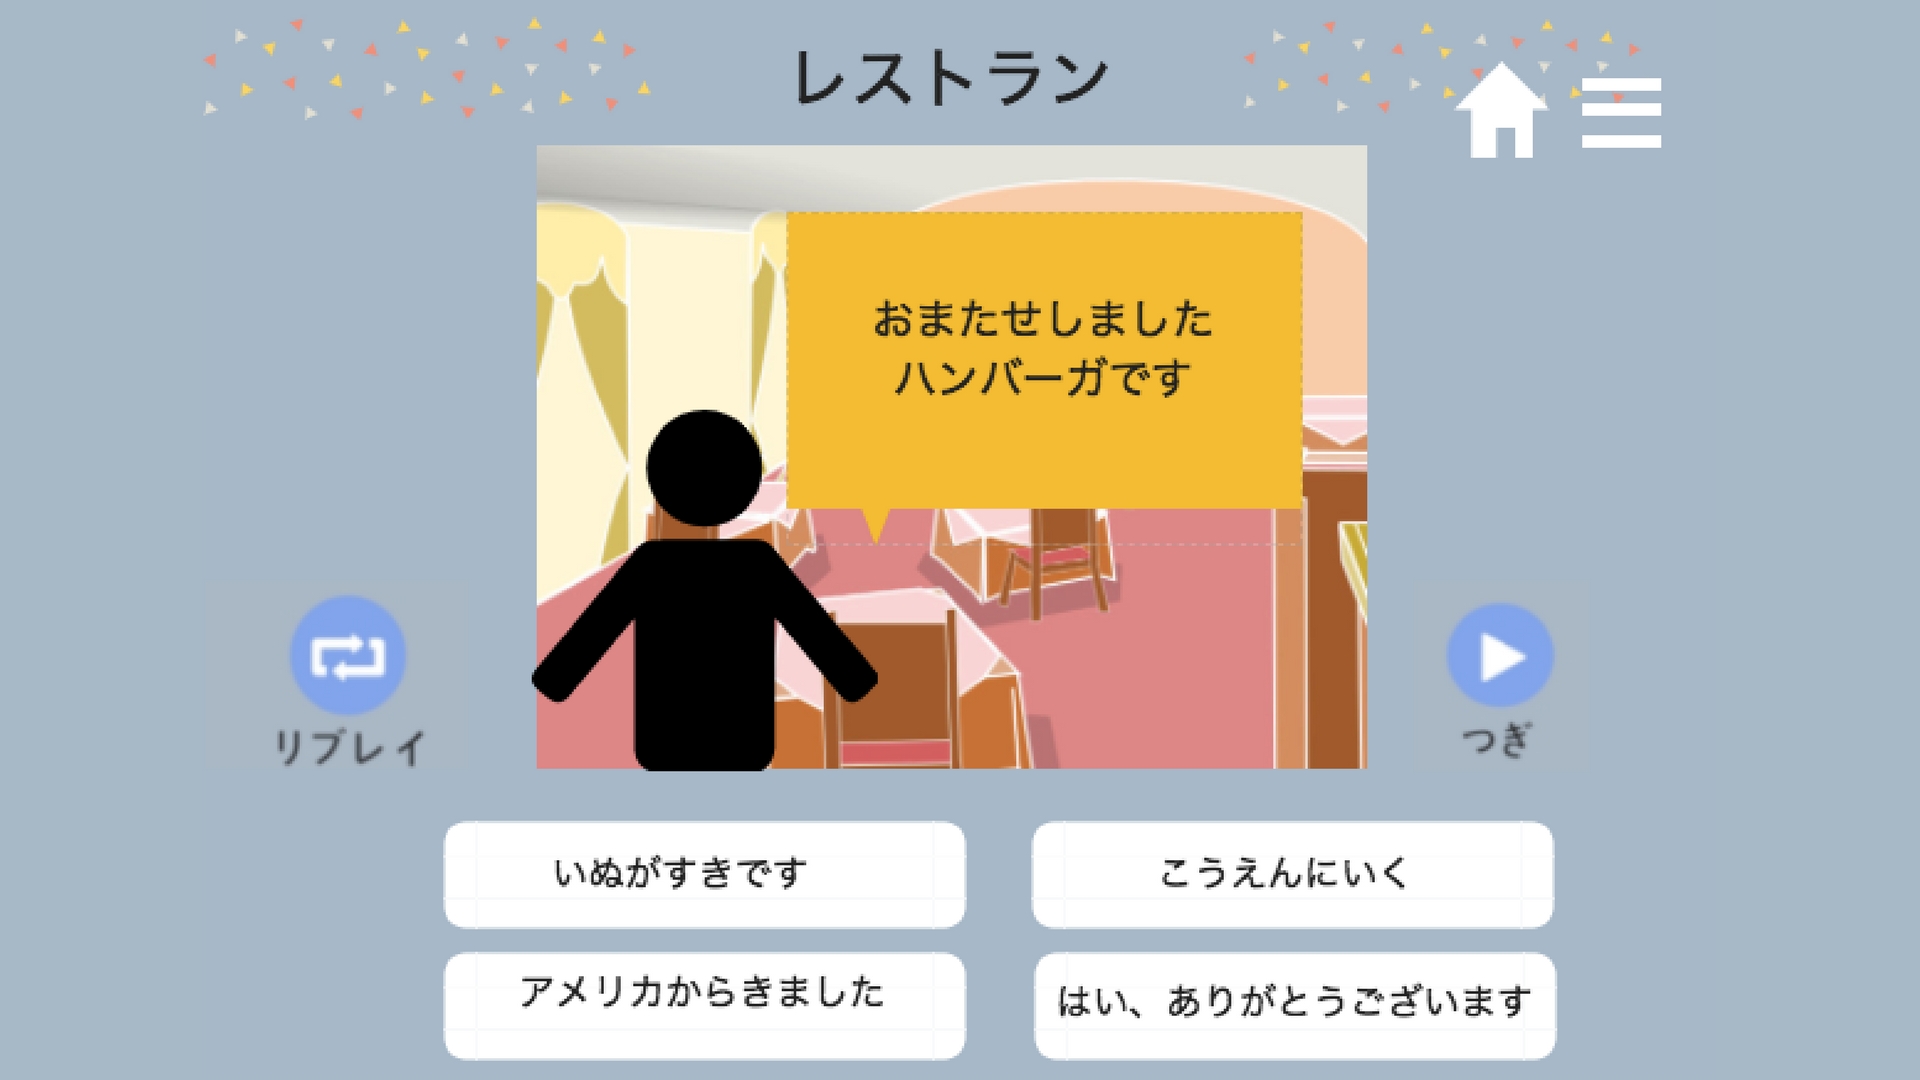 レストラン
おまたせしました
ハンバーガです
リブレイ
つぎ
いぬがすきです
こうえんにいく
アメリカからきました
はい、ありがとうございます